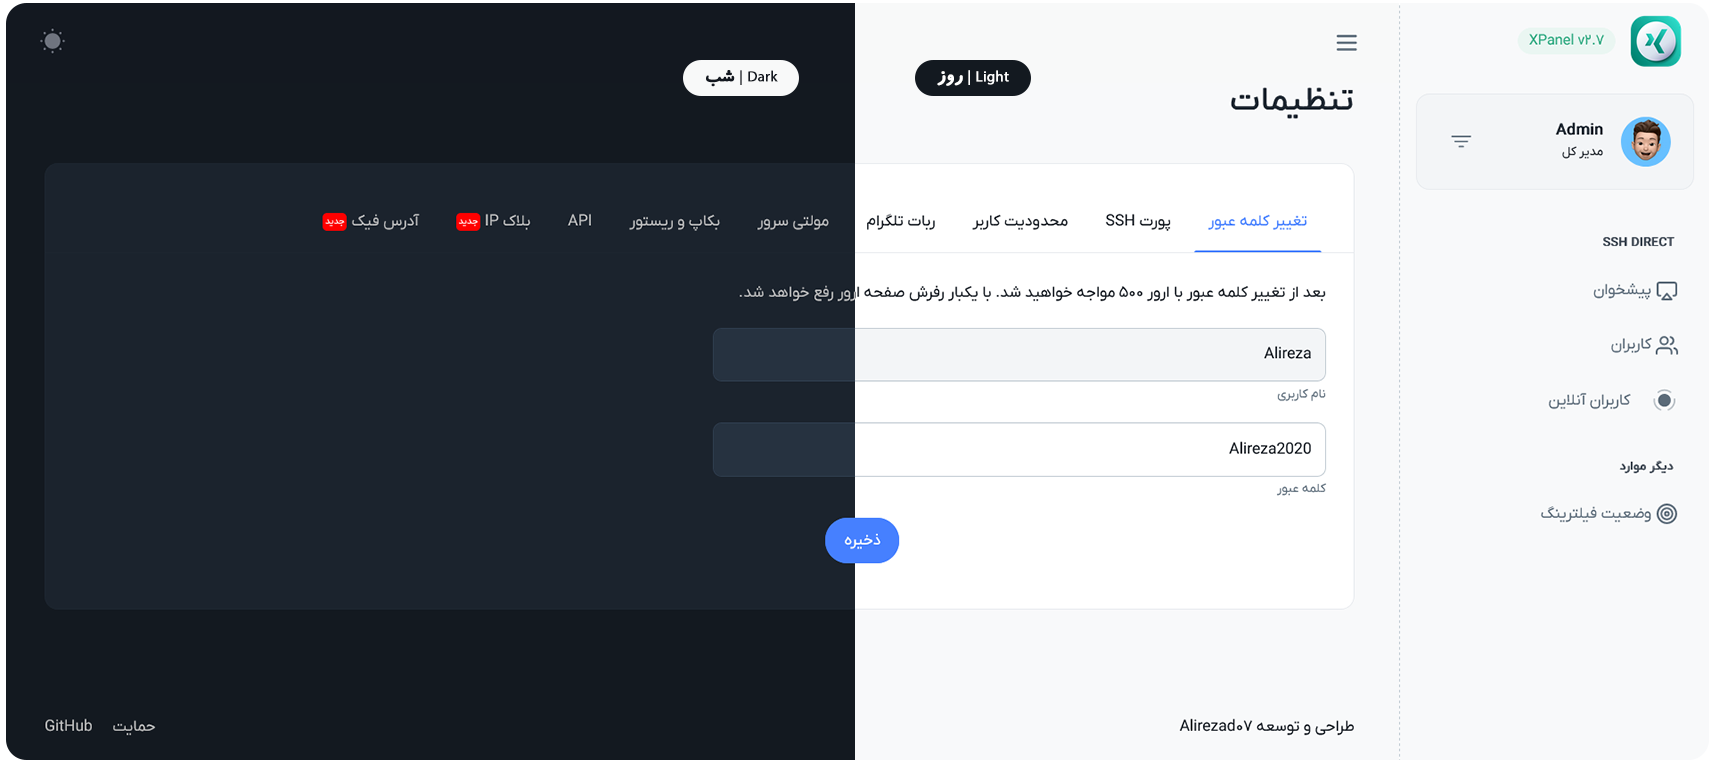 XPanel v۲.۷
Admin
مدیر کل
SSH DIRECT
پیشخوان
کاربران
کاربران آنلاین
دیگر موارد
وضعیت فیلترینگ
روز | Light
شب | Dark
تنظیمات
تغییر کلمه عبور
پورت SSH
محدودیت کاربر
ربات تلگرام
مولتی سرور
بکاپ و ریستور
API
بلاک IP جدید
آدرس فیک جدید
بعد از تغییر کلمه عبور با ارور ۵۰۰ مواجه خواهید شد. با یکبار رفرش صفحه ارور رفع خواهد شد.
Alireza
نام کاربری
Alireza2020
کلمه عبور
ذخیره
طراحی و توسعه Alirezad۰۷
حمایت
GitHub